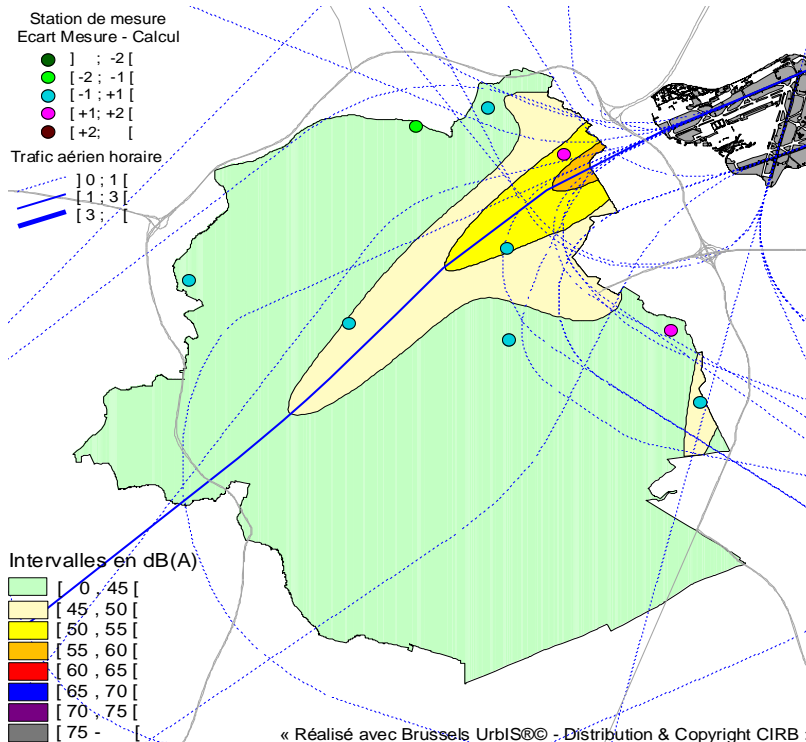 Station de mesure
Ecart Mesure - Calcul
] ; -2 [
[ -2 ; -1 [
[ -1 ; +1 [
[ +1; +2 [
[ +2; [
Trafic aérien horaire
] 0 ; 1 [
[ 1 ; 3 [
[ 3 ; [
Intervalles en dB(A)
[ 0 , 45 [
[ 45 , 50 [
[ 50 , 55 [
[ 55 , 60 [
[ 60 , 65 [
[ 65 , 70 [
[ 70 , 75 [
[ 75 - [
« Réalisé avec Brussels UrbIS®© - Distribution & Copyright CIRB